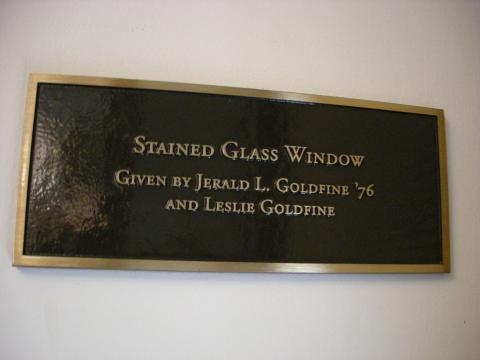 Stained Glass Window
Given by Jerald L. Goldfine '76
and Leslie Goldfine